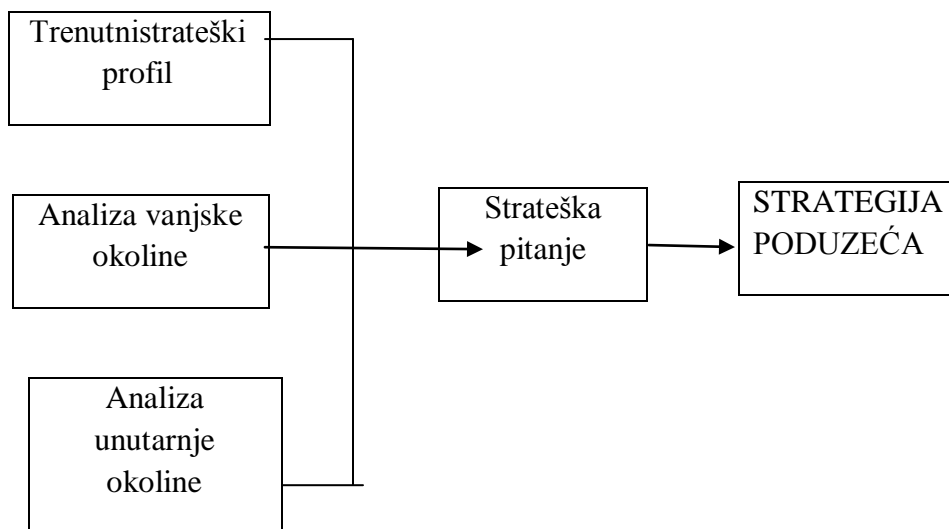 Trenutnistrateški
profil
Analiza vanjske
okoline
Analiza
unutarnje
okoline
Strateška
pitanje
STRATEGIJA
PODUZEĆA